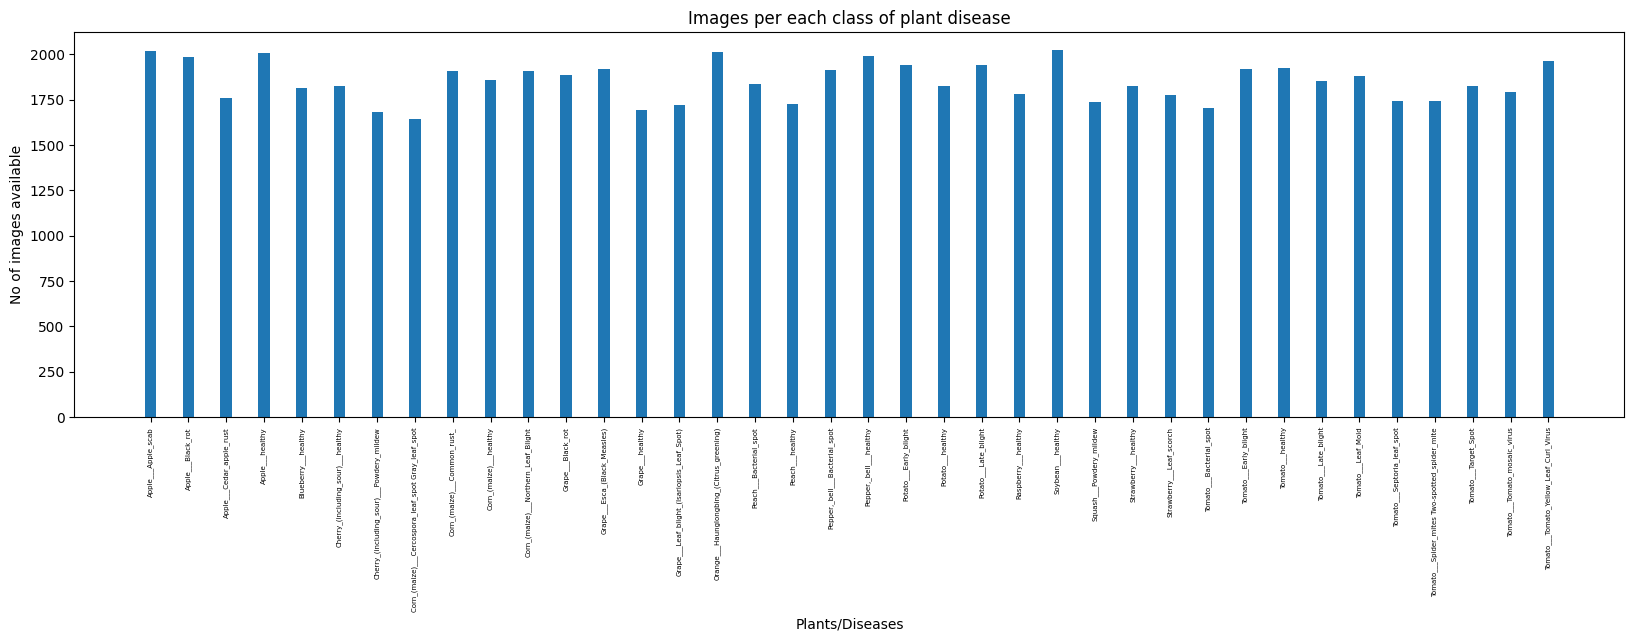 Images per each class of plant disease
No of images available
2000
1750
1500
1250
1000
750
500
250
0
Apple___Apple_scab
Apple___Black_rot
Apple___Cedar_apple_rust
Apple___healthy
Blueberry___healthy
Cherry_(including_sour)___healthy
Cherry_(including_sour)___Powdery_mildew
Corn_(maize)___Cercospora_leaf_spot Gray_leaf_spot
Corn_(maize)___Common_rust_
Corn_(maize)___healthy
Corn_(maize)___Northern_Leaf_Blight
Grape___Black_rot
Grape___Esca_(Black_Measles)
Grape___healthy
Grape___Leaf_blight_(Isariopsis_Leaf_Spot)
Orange___Haunglongbing_(Citrus_greening)
Peach___Bacterial_spot
Peach___healthy
Pepper,_bell___Bacterial_spot
Pepper,_bell___healthy
Potato___Early_blight
Potato___healthy
Potato___Late_blight
Raspberry___healthy
Soybean___healthy
Squash___Powdery_mildew
Strawberry___healthy
Strawberry___Leaf_scorch
Tomato___Bacterial_spot
Tomato___Early_blight
Tomato___healthy
Tomato___Late_blight
Tomato___Leaf_Mold
Tomato___Septoria_leaf_spot
Tomato___Spider_mites Two-spotted_spider_mite
Tomato___Target_Spot
Tomato___Tomato_mosaic_virus
Tomato___Tomato_Yellow_Leaf_Curl_Virus
Plants/Diseases